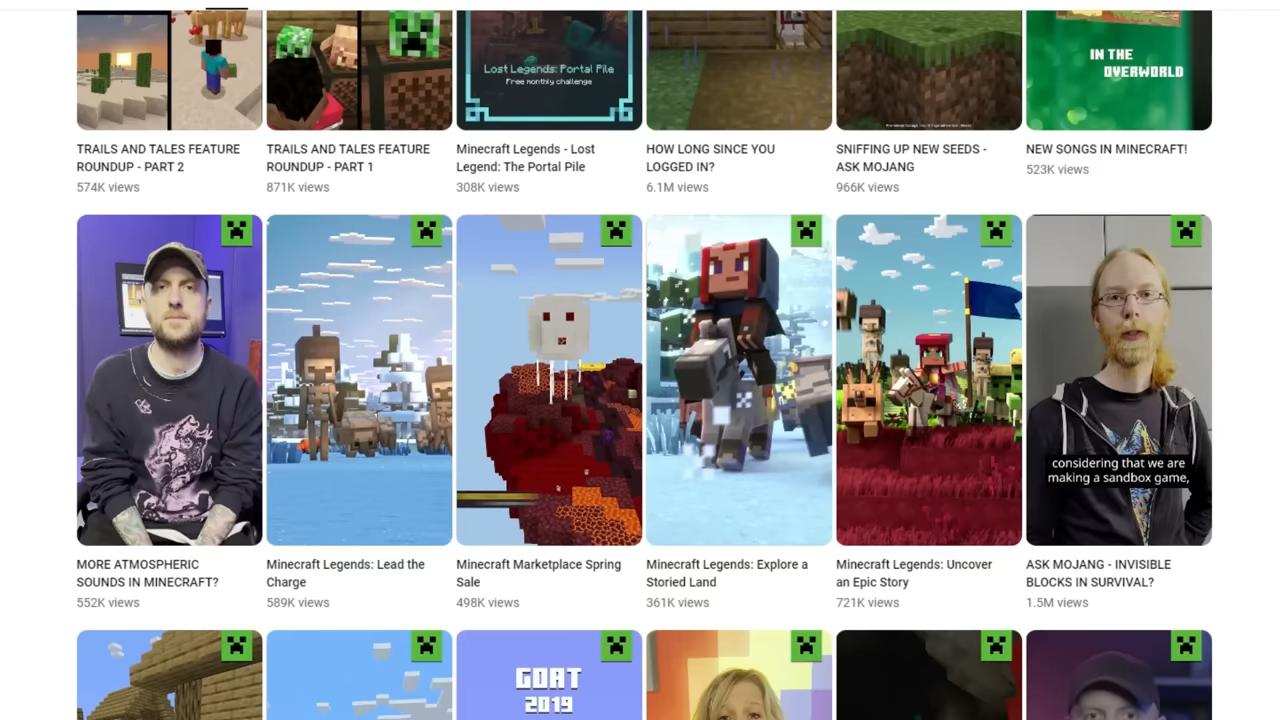 Lost Legends: Portal Pile
Free monthly challenge
IN THE
OVERWORLD
TRAILS AND TALES FEATURE
ROUNDUP - PART 2
574K views
TRAILS AND TALES FEATURE
ROUNDUP - PART 1
871K views
Minecraft Legends - Lost
Legend: The Portal Pile
308K views
HOW LONG SINCE YOU
LOGGED IN?
6.1M views
SNIFFING UP NEW SEEDS -
ASK MOJANG
966K views
NEW SONGS IN MINECRAFT!
523K views
considering that we are
making a sandbox game,
MORE ATMOSPHERIC
SOUNDS IN MINECRAFT?
552K views
Minecraft Legends: Lead the
Charge
589K views
Minecraft Marketplace Spring
Sale
498K views
Minecraft Legends: Explore a
Storied Land
361K views
Minecraft Legends: Uncover
an Epic Story
721K views
ASK MOJANG - INVISIBLE
BLOCKS IN SURVIVAL?
1.5M views
GOAT
2019